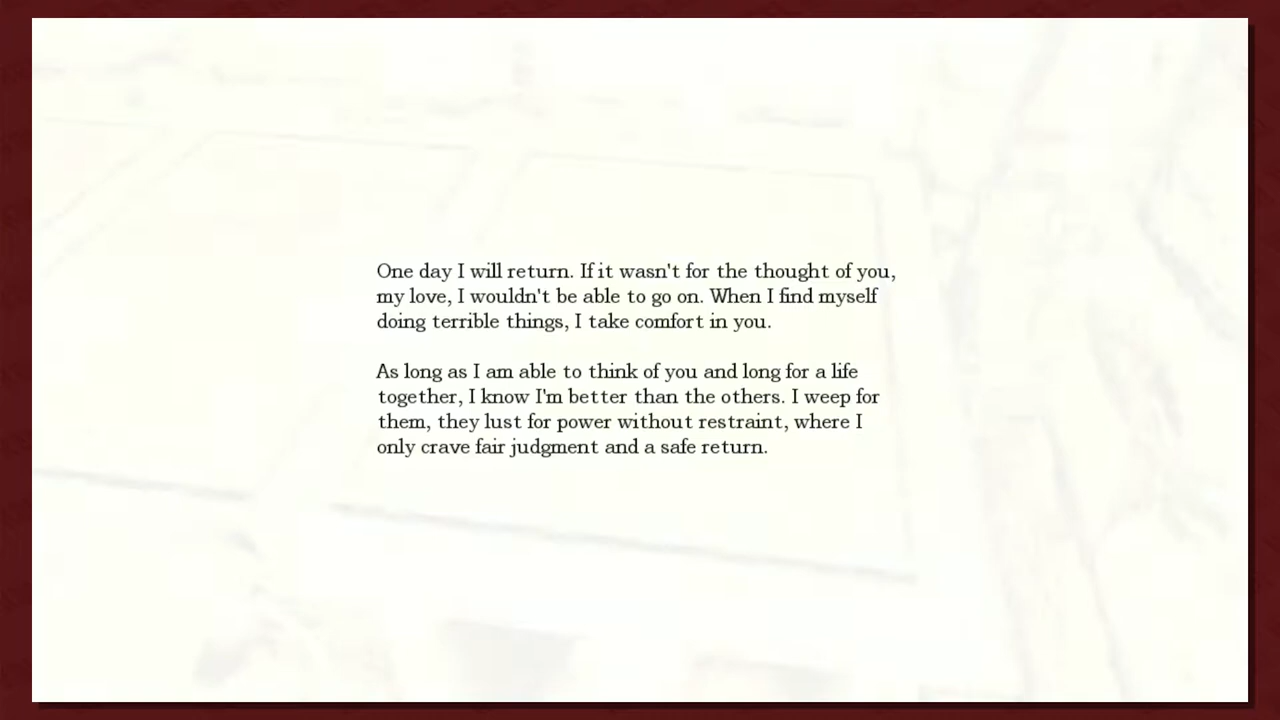 One day I will return. If it wasn't for the thought of you,
my love, I wouldn't be able to go on. When I find myself
doing terrible things, I take comfort in you.
As long as I am able to think of you and long for a life
together, I know I'm better than the others. I weep for
them, they lust for power without restraint, where I
only crave fair judgment and a safe return.